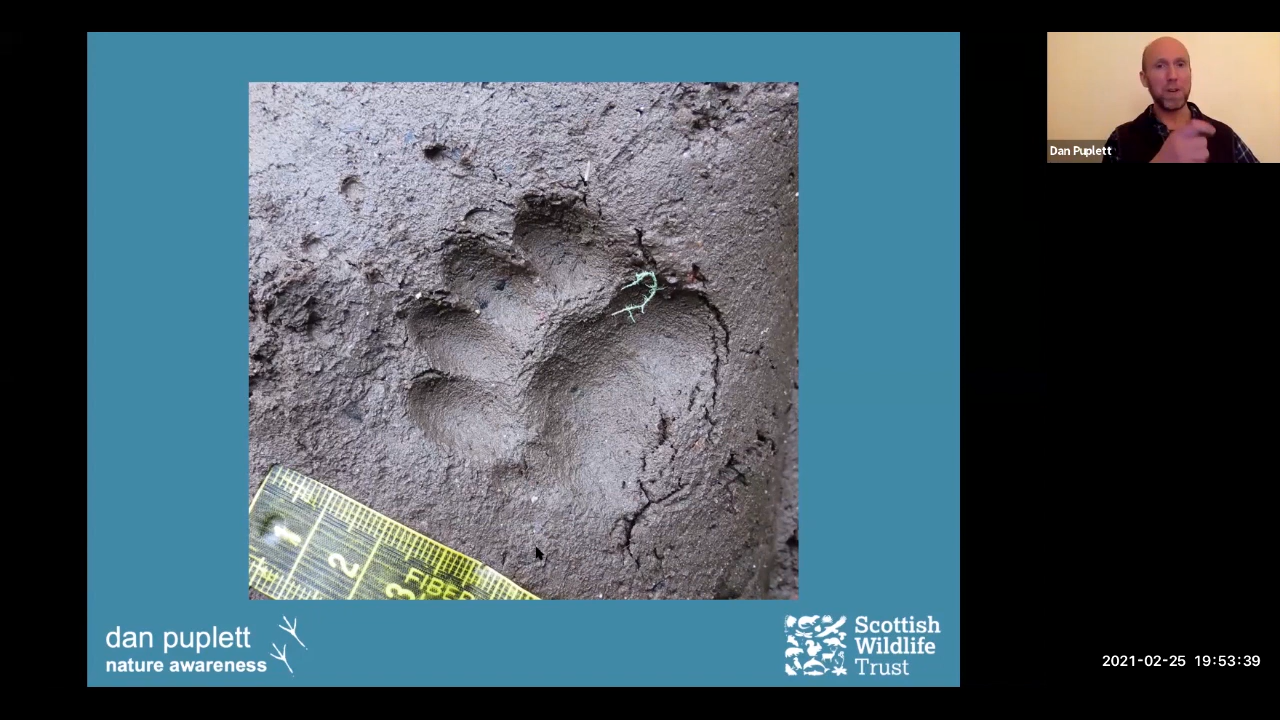 Dan Puplett
1
2
3
FIBER
dan puplett
nature awareness
Scottish
Wildlife
Trust
2021-02-25 19:53:39